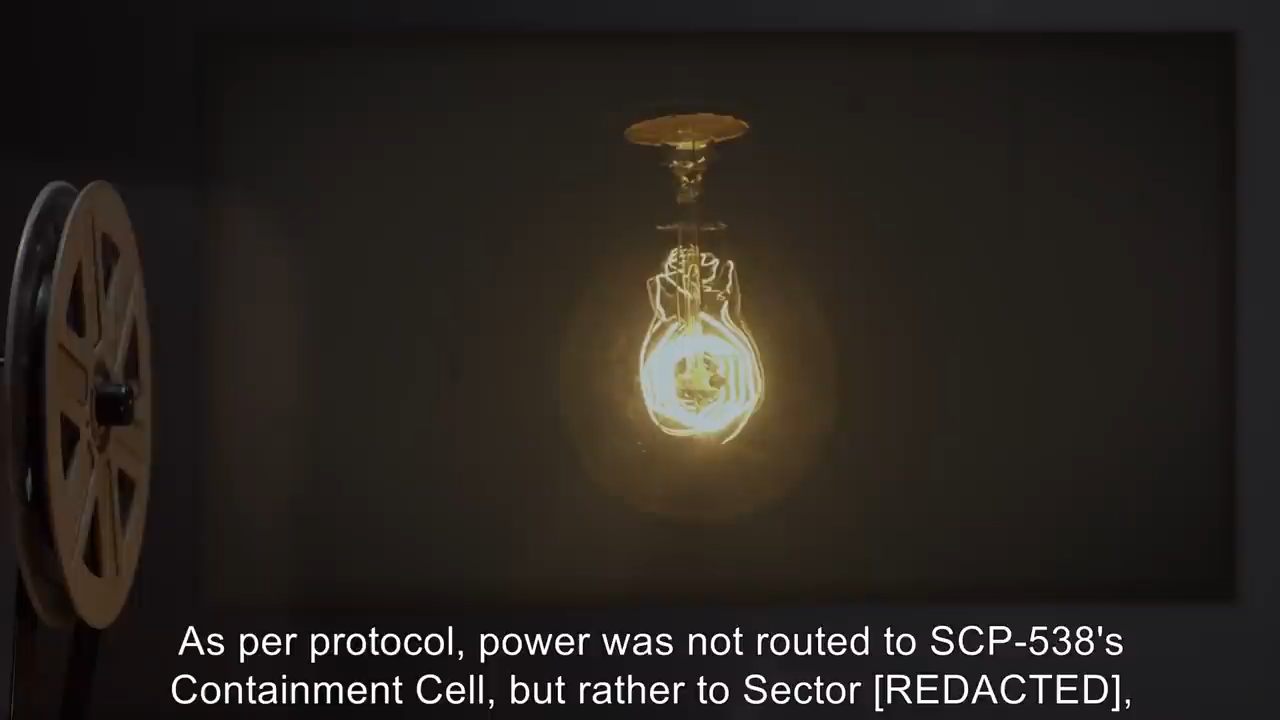 As per protocol, power was not routed to SCP-538's
Containment Cell, but rather to Sector [REDACTED],